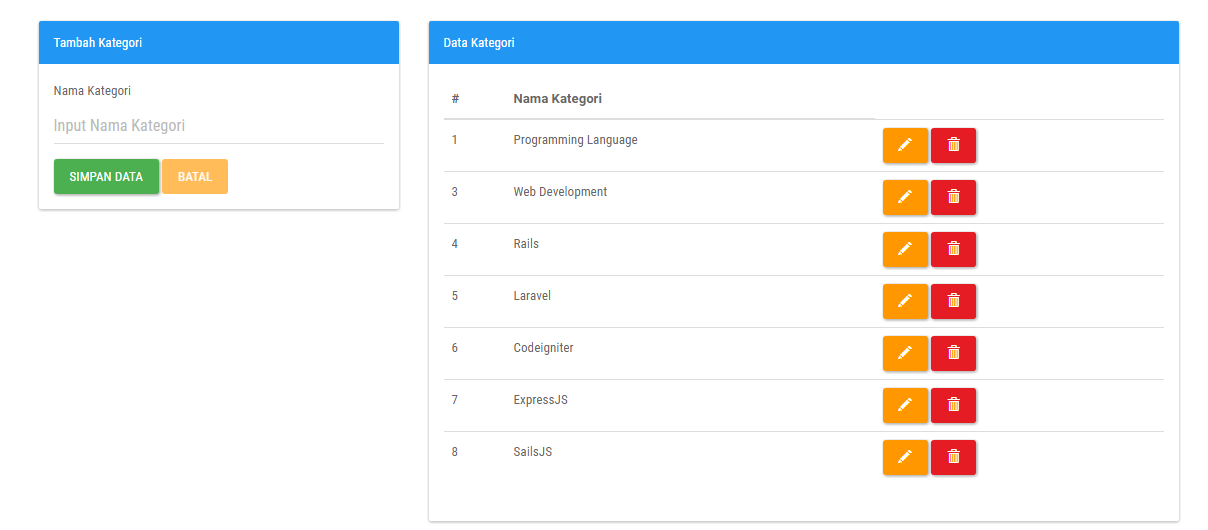 Tambah Kategori
Nama Kategori
Input Nama Kategori
SIMPAN DATA BATAL
Data Kategori
# Nama Kategori
1 Programming Language
3 Web Development
4 Rails
5 Laravel
6 Codeigniter
7 ExpressJS
8 SailsJS